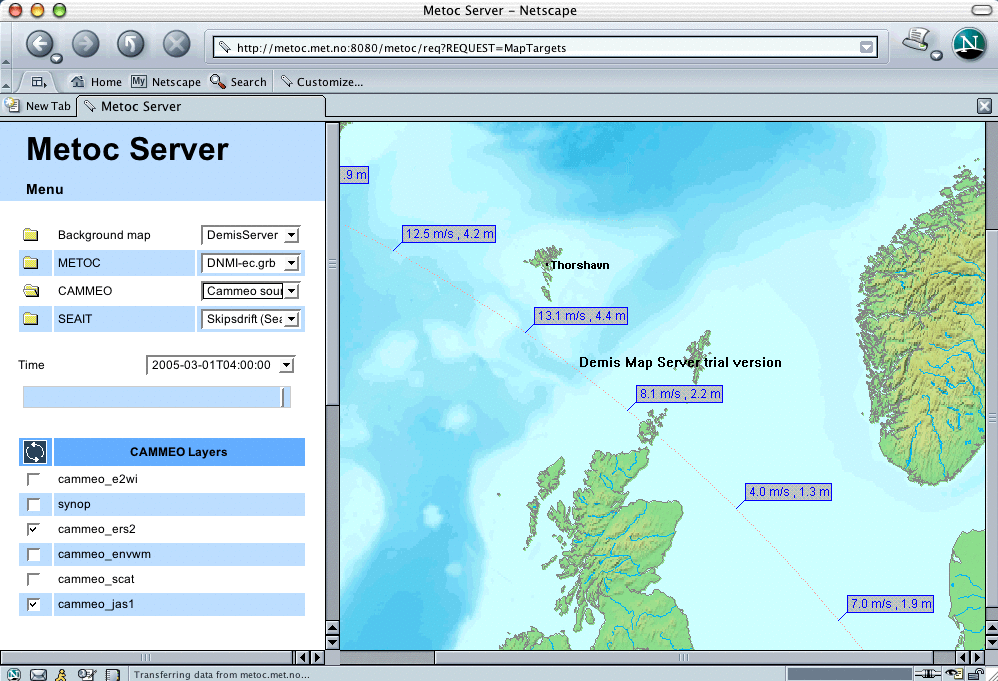 Metoc Server - Netscape
http://metoc.met.no:8080/metoc/req?REQUEST=MapTargets
N
Home My Netscape Search Customize...
New Tab Metoc Server
Metoc Server
Menu
Background map DemisServer
METOC DNMI-ec.grb
CAMMEO Cammeo sour
SEAIT Skipsdrift (Sea
Time 2005-03-01T04:00:00
CAMMEO Layers
cammeo_e2wi
synop
cammeo_ers2
cammeo_envwm
cammeo_scat
cammeo_jas1
.9 m
12.5 m/s , 4.2 m
Thorshavn
13.1 m/s , 4.4 m
Demis Map Server trial version
8.1 m/s , 2.2 m
4.0 m/s , 1.3 m
7.0 m/s , 1.9 m
Transferring data from metoc.met.no...